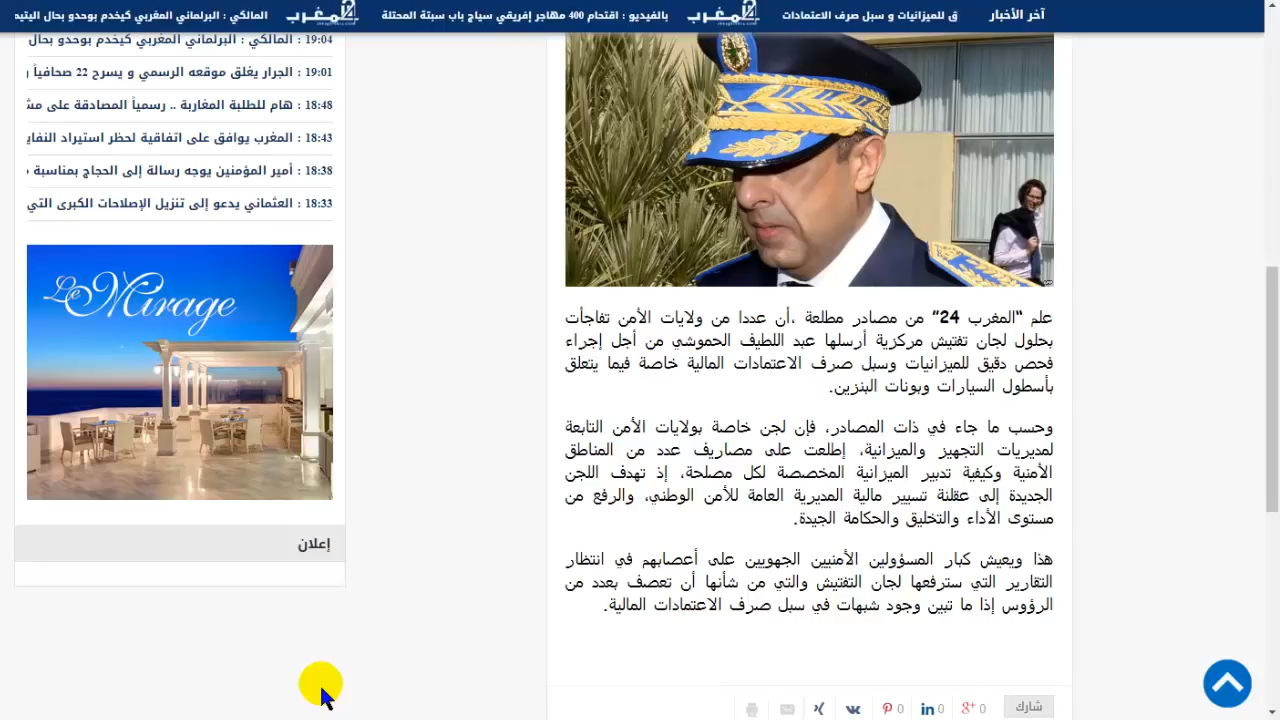 آخر الأخبار
ق للميزانيات و سبل صرف الاعتمادات
المغرب 24
بالفيديو : اقتحام 400 مهاجر إفريقي سياج باب سبتة المحتلة
المغرب 24
المالكي : البرلماني المغربي كيخدم بوحدو بحال اليتيم
علم “المغرب 24” من مصادر مطلعة ،أن عددا من ولايات الأمن تفاجأت
بحلول لجان تفتيش مركزية أرسلها عبد اللطيف الحموشي من أجل إجراء
فحص دقيق للميزانيات وسبل صرف الاعتمادات المالية خاصة فيما يتعلق
بأسطول السيارات وبونات البنزين.
وحسب ما جاء في ذات المصادر، فإن لجن خاصة بولايات الأمن التابعة
لمديريات التجهيز والميزانية، إطلعت على مصاريف عدد من المناطق
الأمنية وكيفية تدبير الميزانية المخصصة لكل مصلحة، إذ تهدف اللجن
الجديدة إلى عقلنة تسيير مالية المديرية العامة للأمن الوطني، والرفع من
مستوى الأداء والتخليق والحكامة الجيدة.
هذا ويعيش كبار المسؤولين الأمنيين الجهويين على أعصابهم في انتظار
التقارير التي سترفعها لجان التفتيش والتي من شأنها أن تعصف بعدد من
الرؤوس إذا ما تبين وجود شبهات في سبل صرف الاعتمادات المالية.
شارك
0
0
0
19:04 : المالكي : البرلماني المغربي كيخدم بوحدو بحال
19:01 : الجرار يغلق موقعه الرسمي و يسرح 22 صحافياً و
18:48 : هام للطلبة المغاربة .. رسمياً المصادقة على مش
18:43 : المغرب يوافق على اتفاقية لحظر استيراد النفاي
18:38 : أمير المؤمنين يوجه رسالة إلى الحجاج بمناسبة م
18:33 : العثماني يدعو إلى تنزيل الإصلاحات الكبرى التي
Le Mirage
إعلان